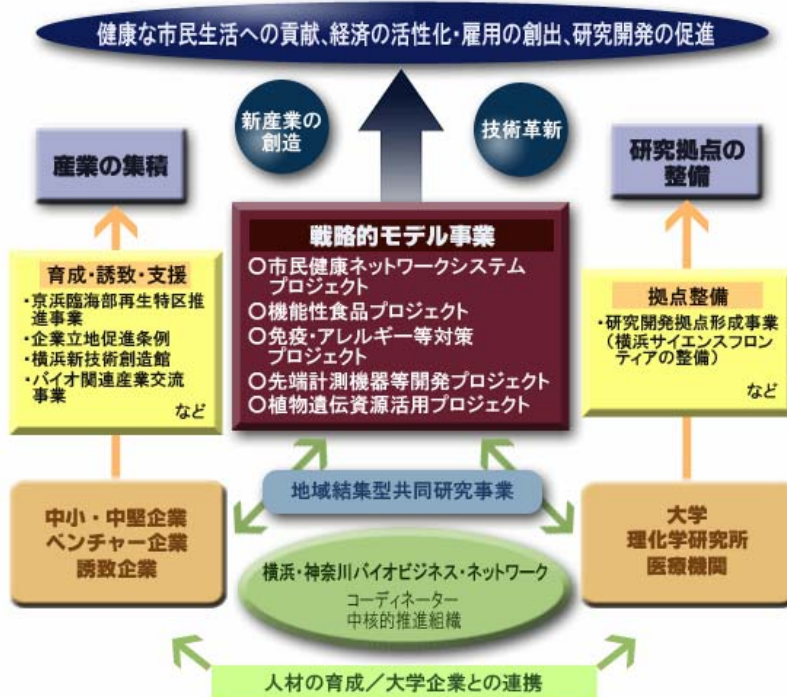 健康な市民生活への貢献、経済の活性化・雇用の創出、研究開発の促進
新産業の
創造
技術革新
産業の集積
研究拠点の
整備
戦略的モデル事業
○市民健康ネットワークシステム
プロジェクト
○機能性食品プロジェクト
○免疫・アレルギー等対策
プロジェクト
○先端計測機器等開発プロジェクト
○植物遺伝資源活用プロジェクト
育成・誘致・支援
・京浜臨海部再生特区推
進事業
・企業立地促進条例
・横浜新技術創造館
・バイオ関連産業交流
事業
など
拠点整備
・研究開発拠点形成事業
（横浜サイエンスフロン
ティアの整備）
など
地域結集型共同研究事業
中小・中堅企業
ベンチャー企業
誘致企業
大学
理化学研究所
医療機関
横浜・神奈川バイオビジネス・ネットワーク
コーディネーター
中核的推進組織
人材の育成／大学企業との連携